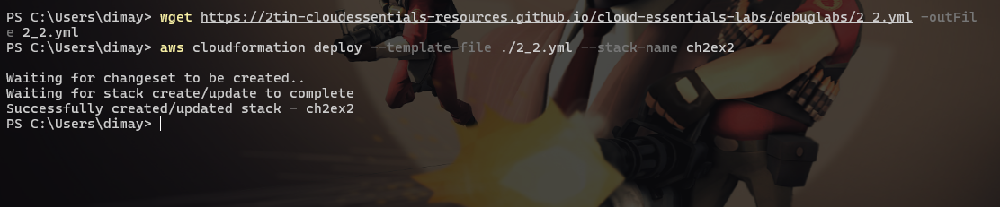 PS C:\Users\dimay> wget https://2tin-cloudessentials-resources.github.io/cloud-essentials-labs/debuglabs/2_2.yml -outFil
e 2_2.yml
PS C:\Users\dimay> aws cloudformation deploy --template-file ./2_2.yml --stack-name ch2ex2
Waiting for changeset to be created..
Waiting for stack create/update to complete
Successfully created/updated stack - ch2ex2
PS C:\Users\dimay>